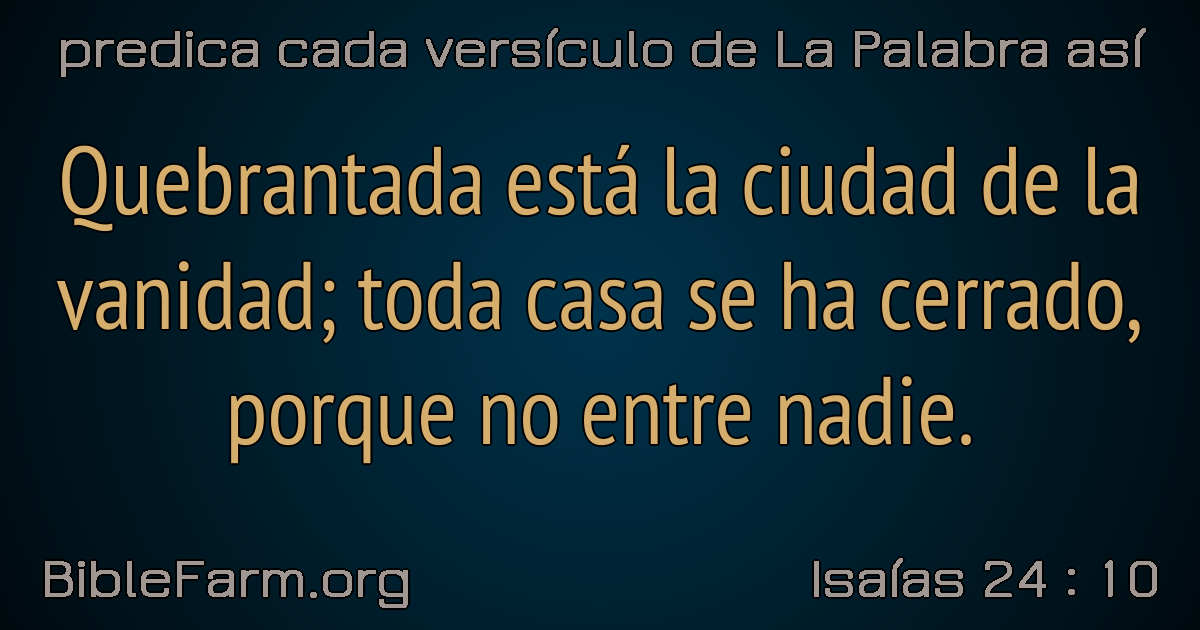 predica cada versículo de La Palabra así
Quebrantada está la ciudad de la
vanidad; toda casa se ha cerrado,
porque no entre nadie.
BibleFarm.org
Isaías 24 : 10